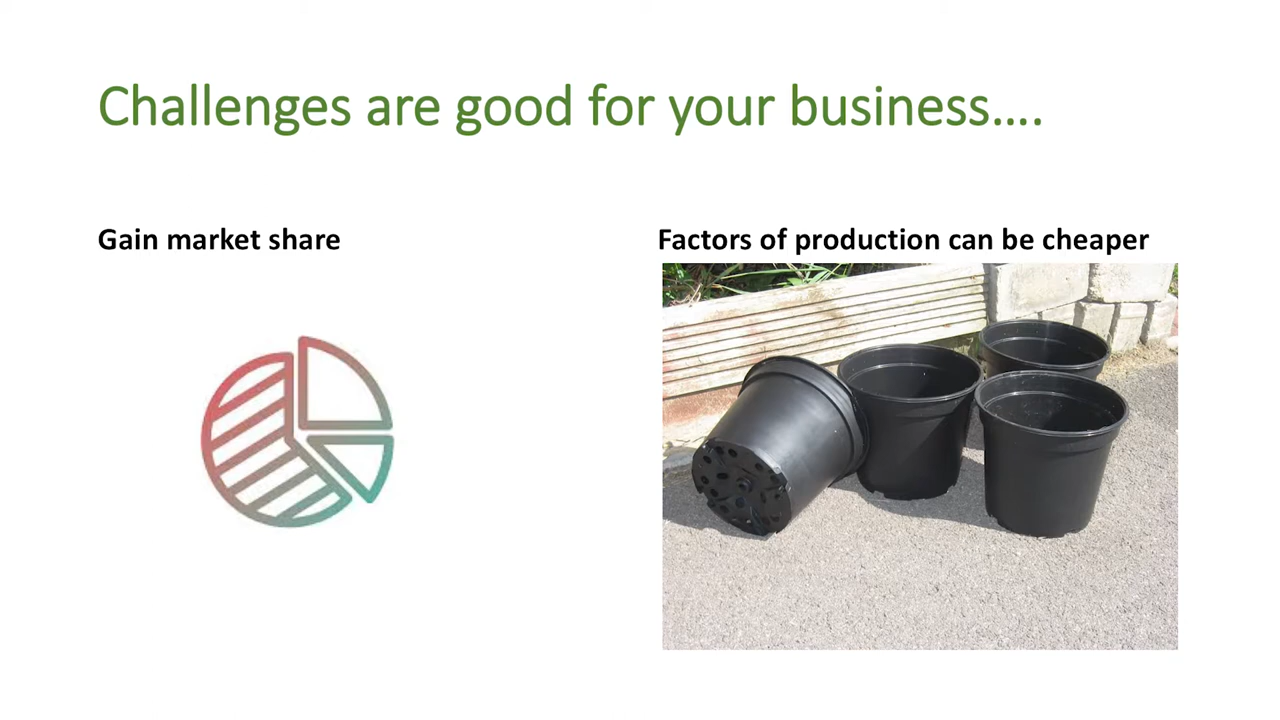 Challenges are good for your business….
Gain market share
Factors of production can be cheaper